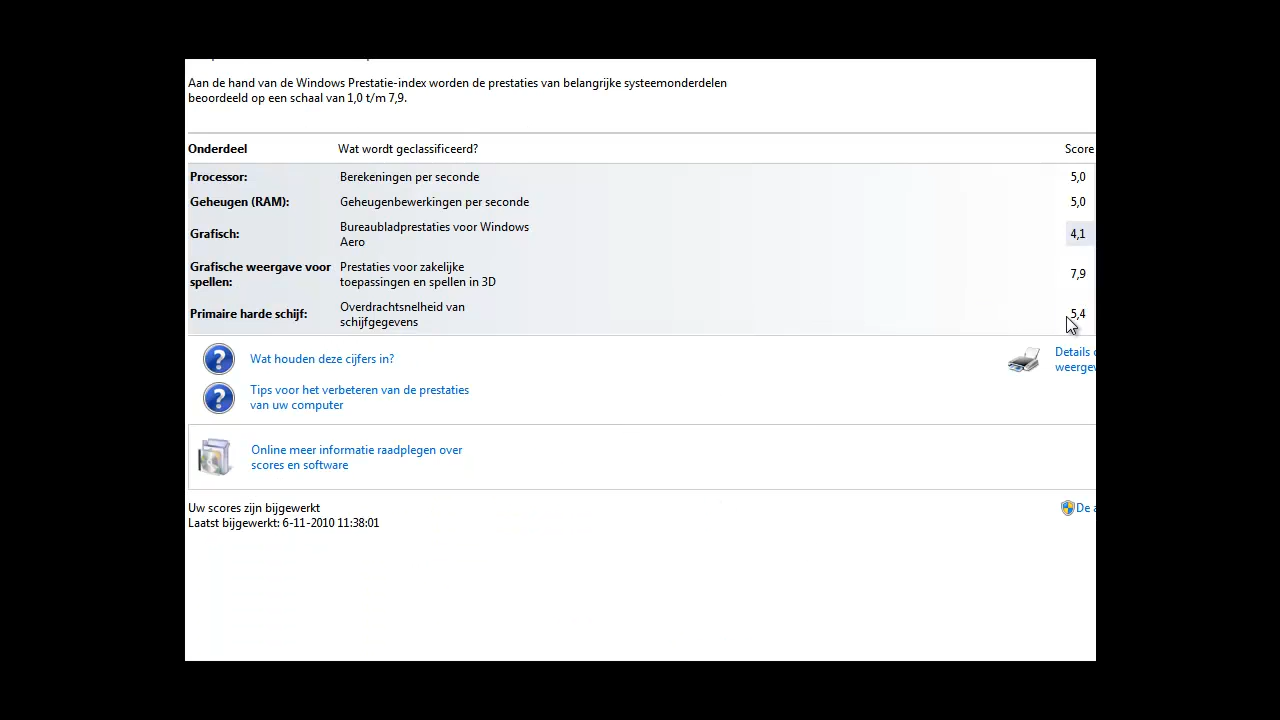 Aan de hand van de Windows Prestatie-index worden de prestaties van belangrijke systeemonderdelen
beoordeeld op een schaal van 1,0 t/m 7,9.
Onderdeel Wat wordt geclassificeerd? Score
Processor: Berekeningen per seconde 5,0
Geheugen (RAM): Geheugenbewerkingen per seconde 5,0
Grafisch: Bureaubladprestaties voor Windows
Aero 4,1
Grafische weergave voor
spellen: Prestaties voor zakelijke
toepassingen en spellen in 3D 7,9
Primaire harde schijf: Overdrachtsnelheid van
schijfgegevens 5,4
Wat houden deze cijfers in?
Details
Tips voor het verbeteren van de prestaties
van uw computer
Online meer informatie raadplegen over
scores en software
Uw scores zijn bijgewerkt
Laatst bijgewerkt: 6-11-2010 11:38:01
De